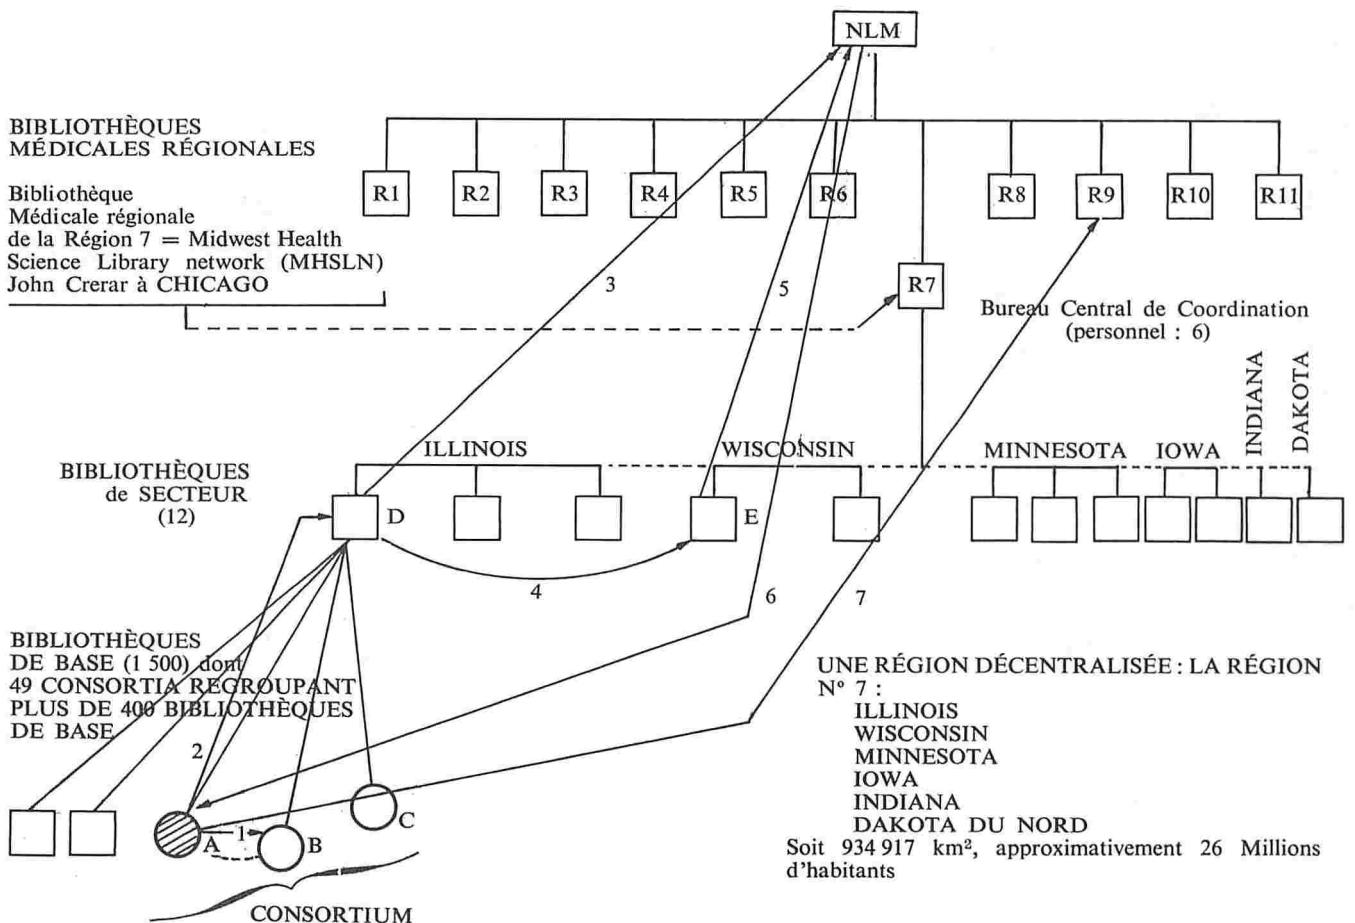 NLM
BIBLIOTHÈQUES
MÉDICALES RÉGIONALES
R1 R2 R3 R4 R5 R6 R8 R9 R10 R11
Bibliothèque
Médicale régionale
de la Région 7 = Midwest Health
Science Library network (MHSLN)
John Crerar à CHICAGO
3
5
7
R7
Bureau Central de Coordination
(personnel : 6)
INDIANA
DAKOTA
ILLINOIS
WISCONSIN
MINNESOTA
IOWA
BIBLIOTHÈQUES
de SECTEUR
(12)
D
E
4
6
7
BIBLIOTHÈQUES
DE BASE (1 500) dont
49 CONSORTIA REGROUPANT
PLUS DE 400 BIBLIOTHÈQUES
DE BASE
2
A
1
B
C
CONSORTIUM
UNE RÉGION DÉCENTRALISÉE : LA RÉGION
Nº 7 :
ILLINOIS
WISCONSIN
MINNESOTA
IOWA
INDIANA
DAKOTA DU NORD
Soit 934 917 km², approximativement 26 Millions
d'habitants